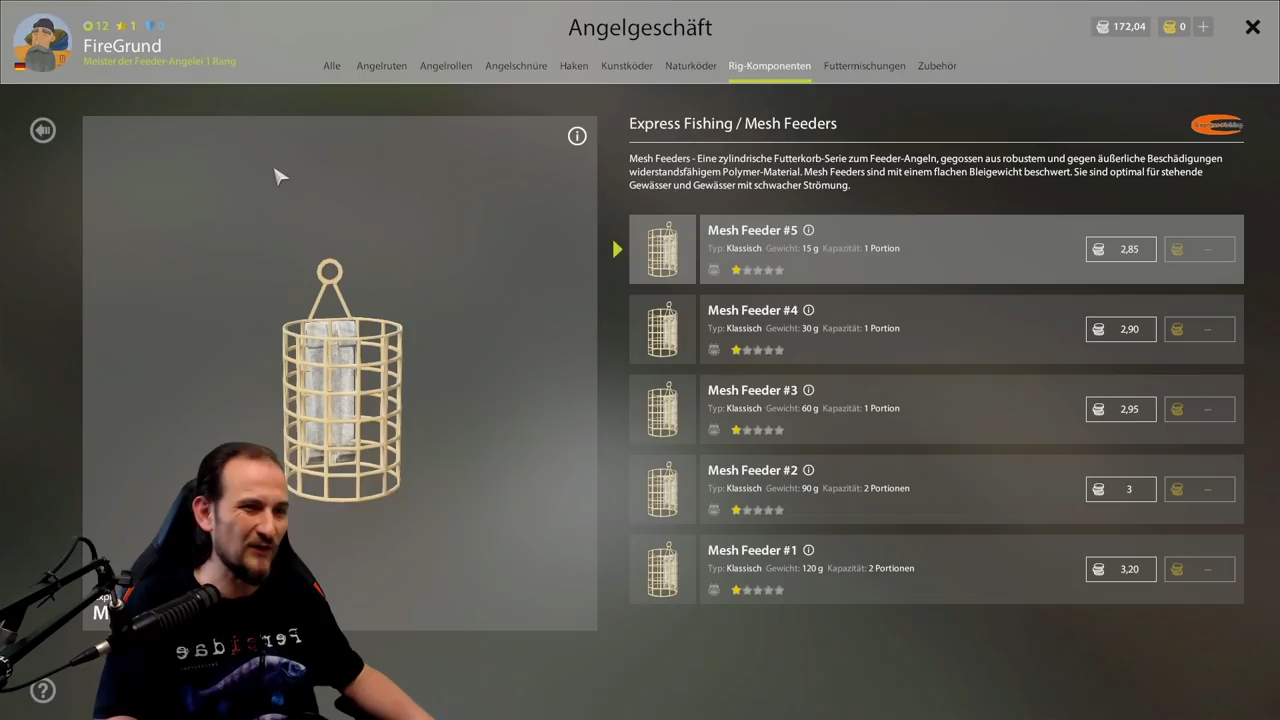 12 1 0
FireGrund
Meister der Feeder-Angelei 1 Rang
Angelgeschäft
172,04 0
Alle Angelruten Angelrollen Angelschnüre Haken Kunstköder Naturköder Rig-Komponenten Futtermischungen Zubehör
Express Fishing / Mesh Feeders
Mesh Feeders - Eine zylindrische Futterkorb-Serie zum Feeder-Angeln, gegossen aus robustem und gegen äußerliche Beschädigungen
widerstandsfähigem Polymer-Material. Mesh Feeders sind mit einem flachen Bleigewicht beschwert. Sie sind optimal für stehende
Gewässer und Gewässer mit schwacher Strömung.
Mesh Feeder #5
Typ: Klassisch Gewicht: 15 g Kapazität: 1 Portion
2,85 --
Mesh Feeder #4
Typ: Klassisch Gewicht: 30 g Kapazität: 1 Portion
2,90 --
Mesh Feeder #3
Typ: Klassisch Gewicht: 60 g Kapazität: 1 Portion
2,95 --
Mesh Feeder #2
Typ: Klassisch Gewicht: 90 g Kapazität: 2 Portionen
3 --
Mesh Feeder #1
Typ: Klassisch Gewicht: 120 g Kapazität: 2 Portionen
3,20 --